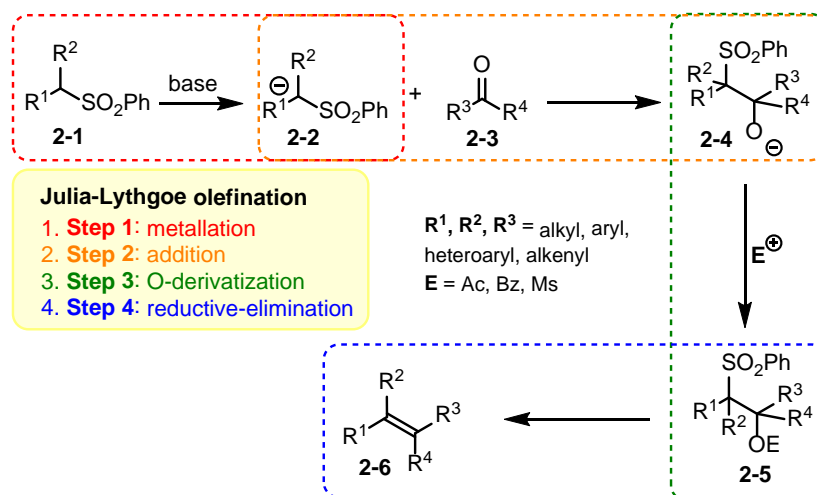 R²
R¹ SO₂Ph
2-1
base
⊖ R²
R¹ SO₂Ph
2-2
+
O
R³ R⁴
2-3
SO₂Ph
R² R³
R¹ R⁴
O
⊖
2-4
Julia-Lythgoe olefination
1. Step 1: metallation
2. Step 2: addition
3. Step 3: O-derivatization
4. Step 4: reductive-elimination
R¹, R², R³ = alkyl, aryl,
heteroaryl, alkenyl
E = Ac, Bz, Ms
E⊕
R²
R³
R¹
R⁴
2-6
SO₂Ph
R¹ R³
R² R⁴
OE
2-5